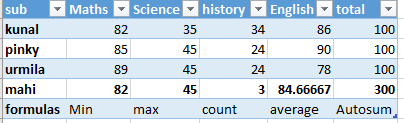 sub Maths Science history English total
kunal 82 35 34 86 100
pinky 85 45 24 90 100
urmila 89 45 24 78 100
mahi 82 45 3 84.66667 300
formulas Min max count average Autosum